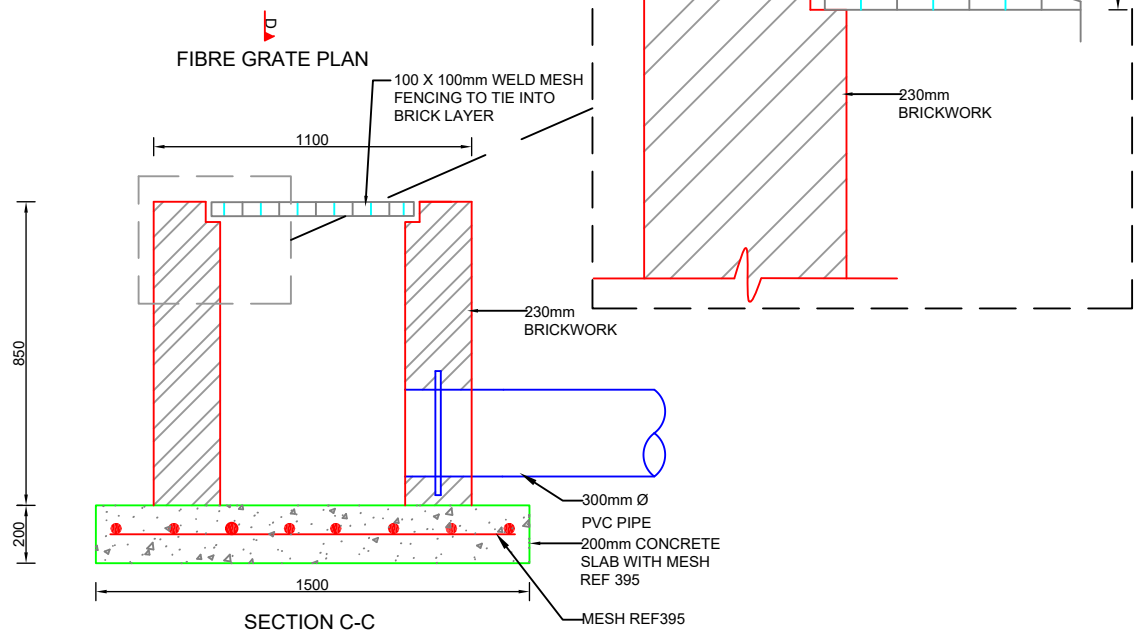 D
FIBRE GRATE PLAN
100 X 100mm WELD MESH
FENCING TO TIE INTO
BRICK LAYER
230mm
BRICKWORK
1100
850
230mm
BRICKWORK
300mm Ø
PVC PIPE
200
200mm CONCRETE
SLAB WITH MESH
REF 395
1500
MESH REF395
SECTION C-C